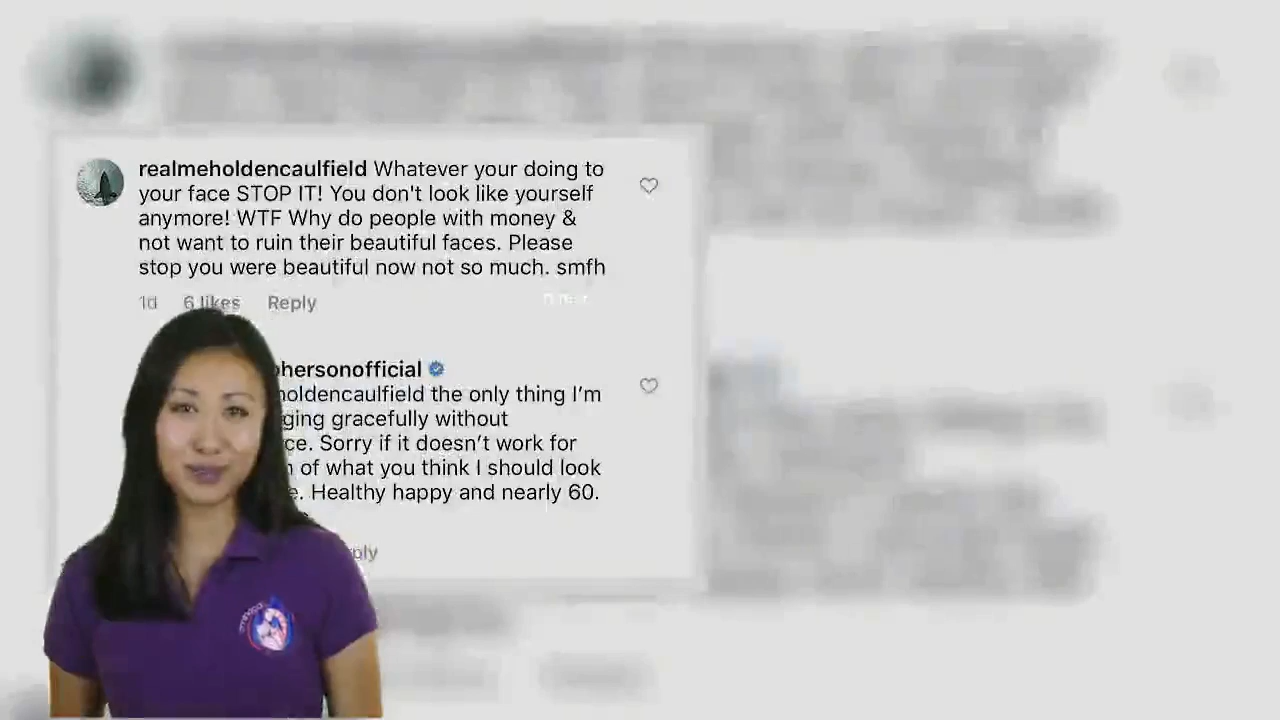 realmeholdencaulfield Whatever your doing to
your face STOP IT! You don't look like yourself
anymore! WTF Why do people with money &
not want to ruin their beautiful faces. Please
stop you were beautiful now not so much. smfh
1d 6 likes Reply
phersonofficial
holdencaulfield the only thing I'm
ging gracefully without
ce. Sorry if it doesn't work for
of what you think I should look
e. Healthy happy and nearly 60.
ply